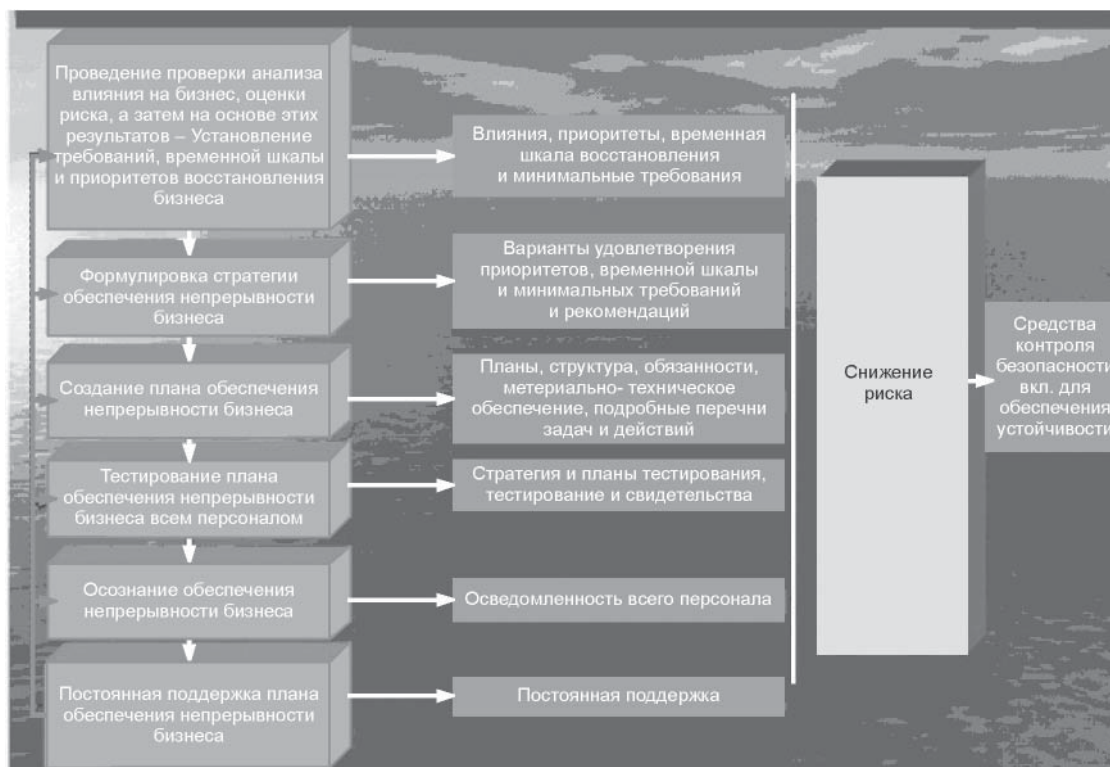 Проведение проверки анализа
влияния на бизнес, оценки
риска, а затем на основе этих
результатов – Установление
требований, временной шкалы
и приоритетов восстановления
бизнеса
Влияния, приоритеты, временная
шкала восстановления
и минимальные требования
Формулировка стратегии
обеспечения непрерывности
бизнеса
Варианты удовлетворения
приоритетов, временной шкалы
и минимальных требований
и рекомендаций
Создание плана обеспечения
непрерывности бизнеса
Планы, структура, обязанности,
метериально- техническое
обеспечение, подробные перечни
задач и действий
Тестирование плана
обеспечения непрерывности
бизнеса всем персоналом
Стратегия и планы тестирования,
тестирование и свидетельства
Осознание обеспечения
непрерывности бизнеса
Осведомленность всего персонала
Постоянная поддержка плана
обеспечения непрерывности
бизнеса
Постоянная поддержка
Снижение
риска
Средства
контроля
безопасности
вкл. для
обеспечения
устойчивости